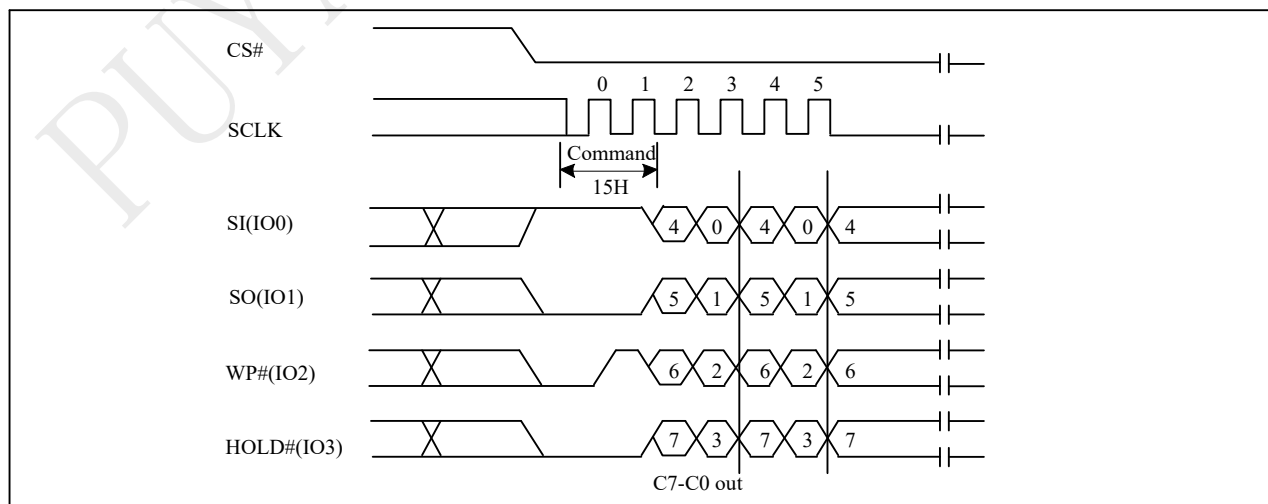 PUY
CS#
0 1 2 3 4 5
SCLK
Command
15H
SI(IO0) 4 0 4 0 4
SO(IO1) 5 1 5 1 5
WP#(IO2) 6 2 6 2 6
HOLD#(IO3) 7 3 7 3 7
C7-C0 out